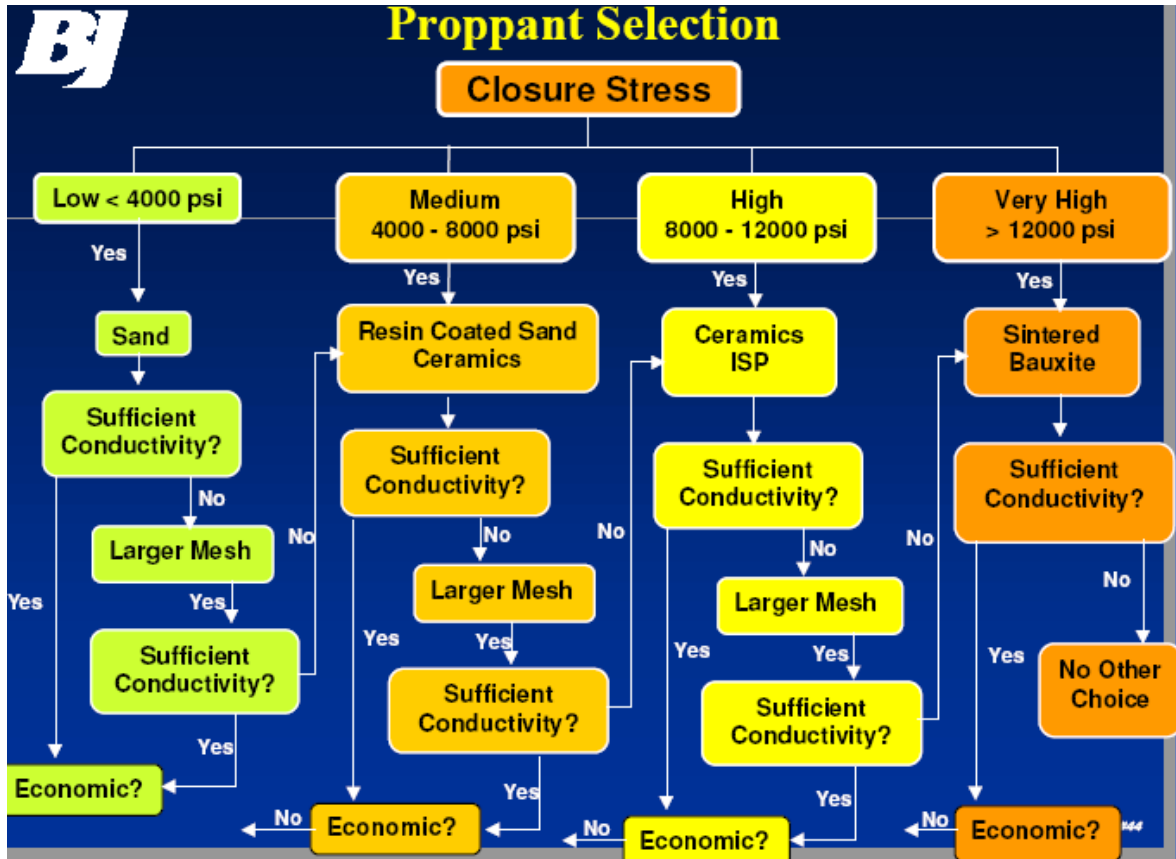 BJ
Proppant Selection
Closure Stress
Low < 4000 psi
Yes
Sand
Sufficient
Conductivity?
No
Larger Mesh
Yes
Yes
Sufficient
Conductivity?
No
Yes
Economic?
Medium
4000 - 8000 psi
Yes
Resin Coated Sand
Ceramics
Sufficient
Conductivity?
No
Larger Mesh
Yes
Yes
Sufficient
Conductivity?
No
Yes
Economic?
No
High
8000 - 12000 psi
Yes
Ceramics
ISP
Sufficient
Conductivity?
No
Larger Mesh
Yes
Yes
Sufficient
Conductivity?
No
Yes
Economic?
No
Very High
> 12000 psi
Yes
Sintered
Bauxite
Sufficient
Conductivity?
No
Yes
No Other
Choice
Economic?
No